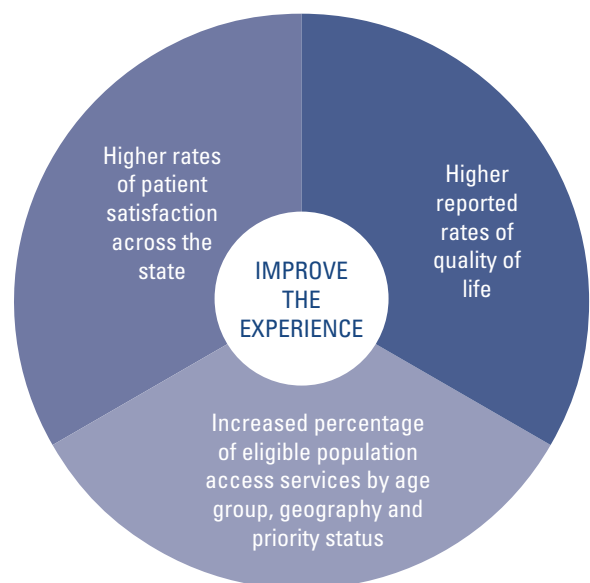 Higher rates
of patient
satisfaction
across the
state
Higher
reported
rates of
quality of
life
IMPROVE
THE
EXPERIENCE
Increased percentage
of eligible population
access services by age
group, geography and
priority status